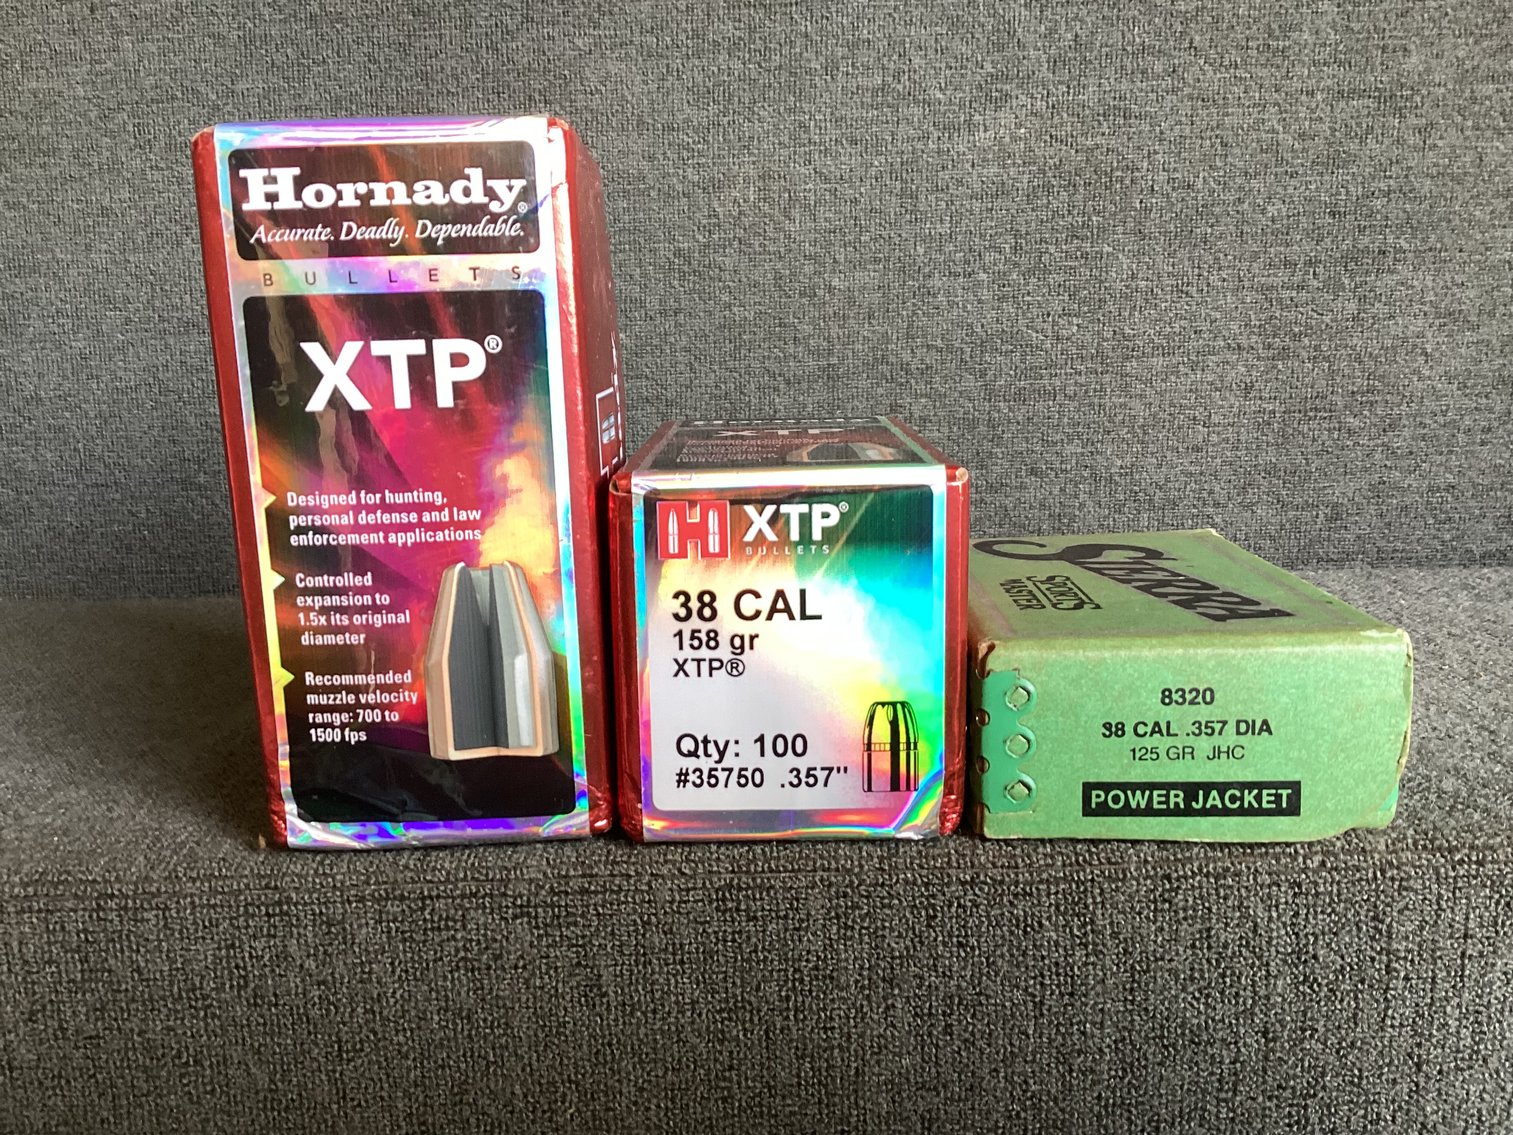 Hornady®
Accurate. Deadly. Dependable.
BULLETS
XTP®
Designed for hunting,
personal defense and law
enforcement applications
Controlled
expansion to
1.5x its original
diameter
Recommended
muzzle velocity
range: 700 to
1500 fps
H XTP®
BULLETS
38 CAL
158 gr
XTP®
Qty: 100
#35750 .357"
SIERRA
SPORTS
MASTER
8320
38 CAL .357 DIA
125 GR JHC
POWER JACKET